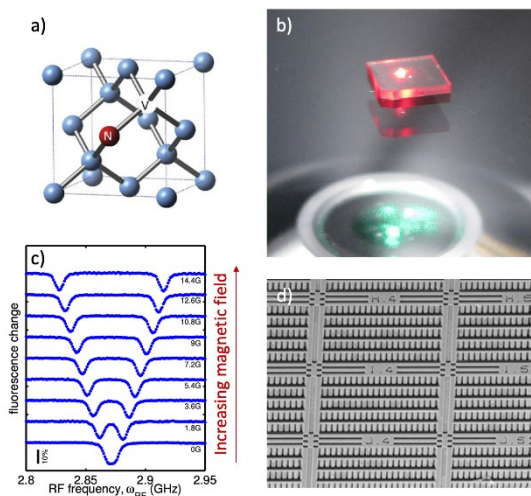 a)
V
N
b)
c)
14.4G
12.6G
10.8G
9G
7.2G
5.4G
3.6G
1.8G
0G
10%
fluorescence change
2.8
2.85
2.9
2.95
RF frequency, ω_RF (GHz)
Increasing magnetic field
d)
I.4
I.5
J.4
J.5